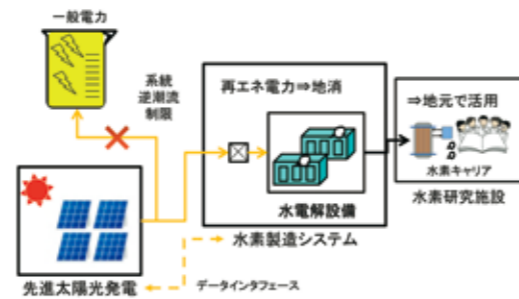 一般電力
系統
逆潮流
制限
再エネ電力⇒地消
⇒地元で活用
水素キャリア
水素研究施設
水電解設備
水素製造システム
先進太陽光発電
データインタフェース